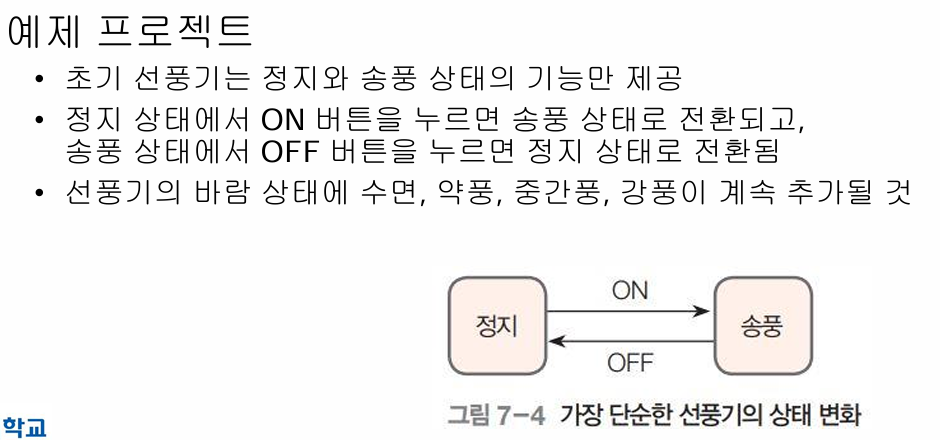 예제 프로젝트
• 초기 선풍기는 정지와 송풍 상태의 기능만 제공
• 정지 상태에서 ON 버튼을 누르면 송풍 상태로 전환되고,
송풍 상태에서 OFF 버튼을 누르면 정지 상태로 전환됨
• 선풍기의 바람 상태에 수면, 약풍, 중간풍, 강풍이 계속 추가될 것
ON
정지
송풍
OFF
그림 7-4 가장 단순한 선풍기의 상태 변화
학교